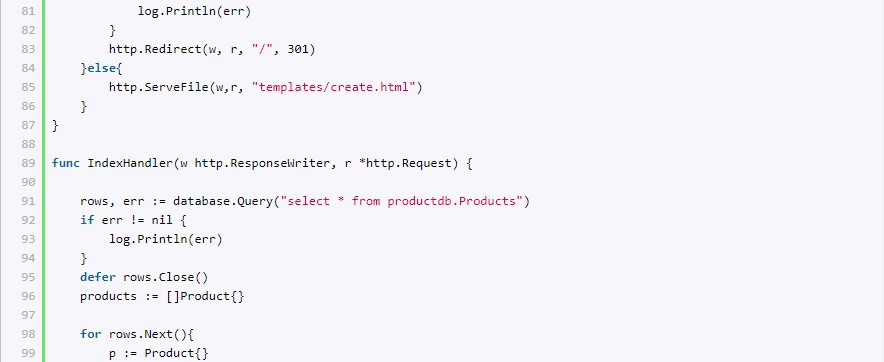 81 log.Println(err)
82 }
83 http.Redirect(w, r, "/", 301)
84 }else{
85 http.ServeFile(w,r, "templates/create.html")
86 }
87 }
88
89 func IndexHandler(w http.ResponseWriter, r *http.Request) {
90
91 rows, err := database.Query("select * from productdb.Products")
92 if err != nil {
93 log.Println(err)
94 }
95 defer rows.Close()
96 products := []Product{}
97
98 for rows.Next(){
99 p := Product{}